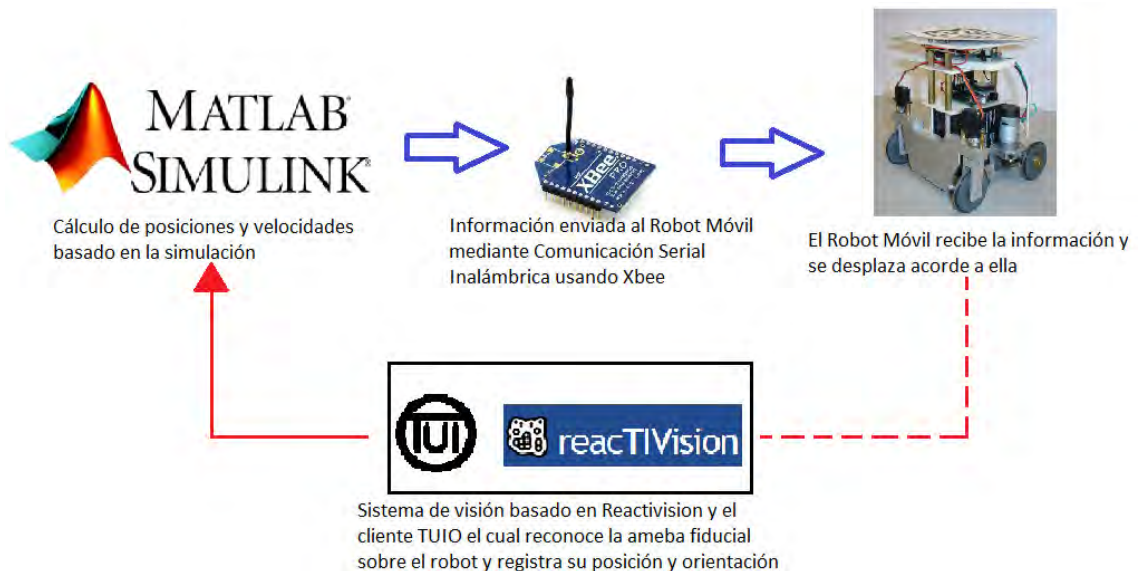 MATLAB
SIMULINK®
Cálculo de posiciones y velocidades
basado en la simulación
XBee
PRO
Información enviada al Robot Móvil
mediante Comunicación Serial
Inalámbrica usando Xbee
El Robot Móvil recibe la información y
se desplaza acorde a ella
TUI
reacTIVision
Sistema de visión basado en Reactivision y el
cliente TUIO el cual reconoce la ameba fiducial
sobre el robot y registra su posición y orientación